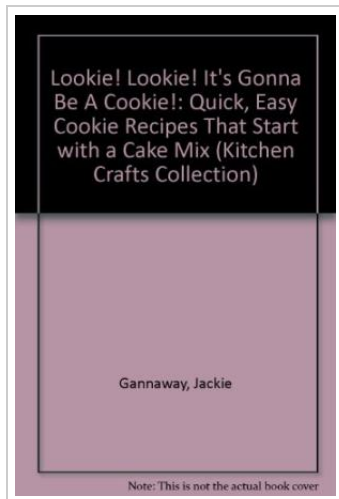 Lookie! Lookie! It's Gonna
Be A Cookie!: Quick, Easy
Cookie Recipes That Start
with a Cake Mix (Kitchen
Crafts Collection)
Gannaway, Jackie
Note: This is not the actual book cover